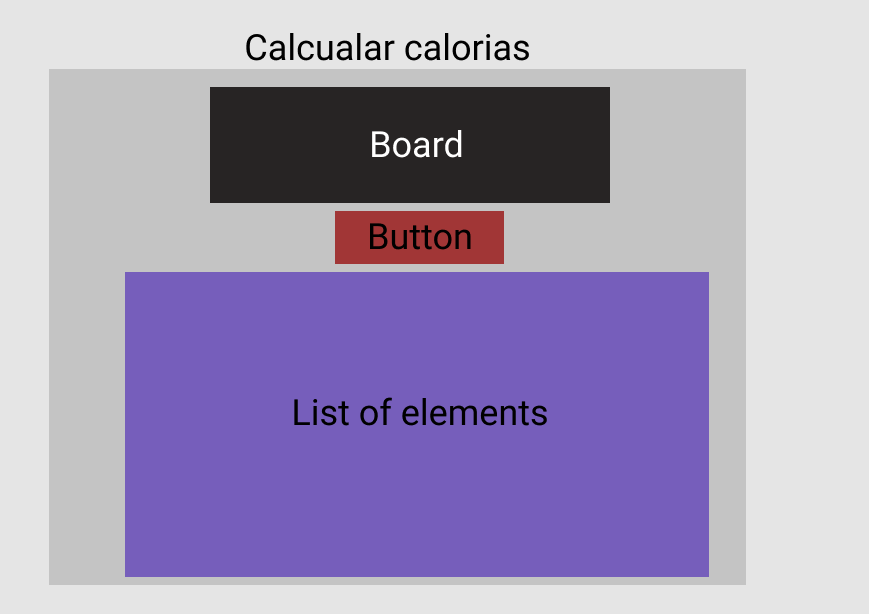 Calcualar calorias
Board
Button
List of elements